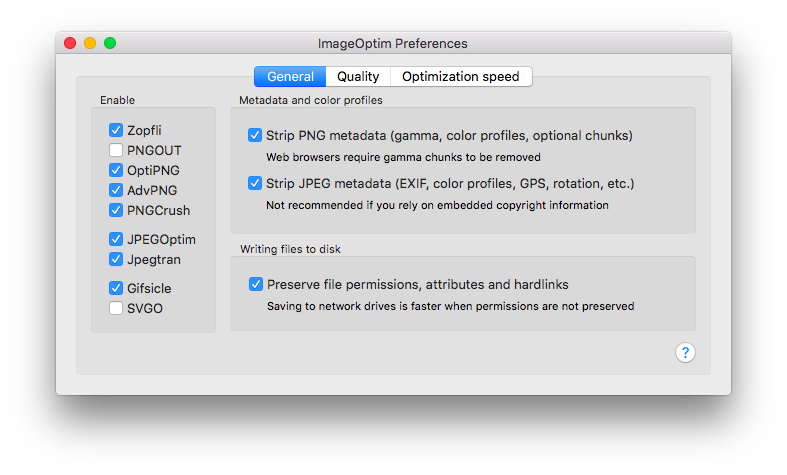 ImageOptim Preferences
General Quality Optimization speed
Enable
Zopfli
PNGOUT
OptiPNG
AdvPNG
PNGCrush
JPEGOptim
Jpegtran
Gifsicle
SVGO
Metadata and color profiles
Strip PNG metadata (gamma, color profiles, optional chunks)
Web browsers require gamma chunks to be removed
Strip JPEG metadata (EXIF, color profiles, GPS, rotation, etc.)
Not recommended if you rely on embedded copyright information
Writing files to disk
Preserve file permissions, attributes and hardlinks
Saving to network drives is faster when permissions are not preserved
?